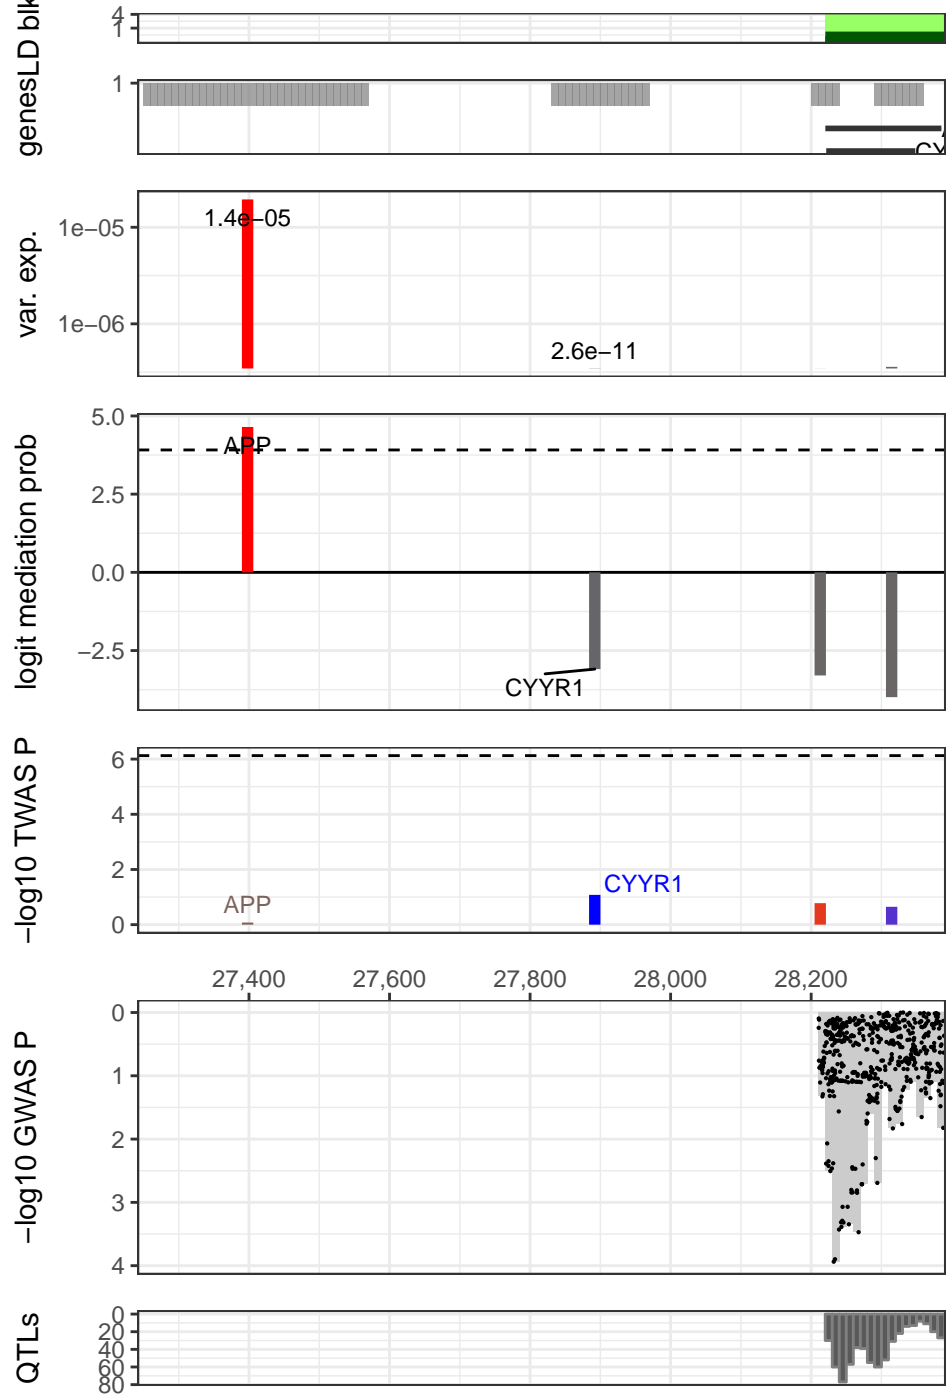 LD blk
4
1
genes
1
CY
var. exp.
1e−05
1e−06
1.4e−05
2.6e−11
logit mediation prob
5.0
2.5
0.0
−2.5
APP
CYYR1
−log10 TWAS P
6
4
2
0
APP
CYYR1
27,400 27,600 27,800 28,000 28,200
−log10 GWAS P
0
1
2
3
4
QTLs
0
20
40
60
80